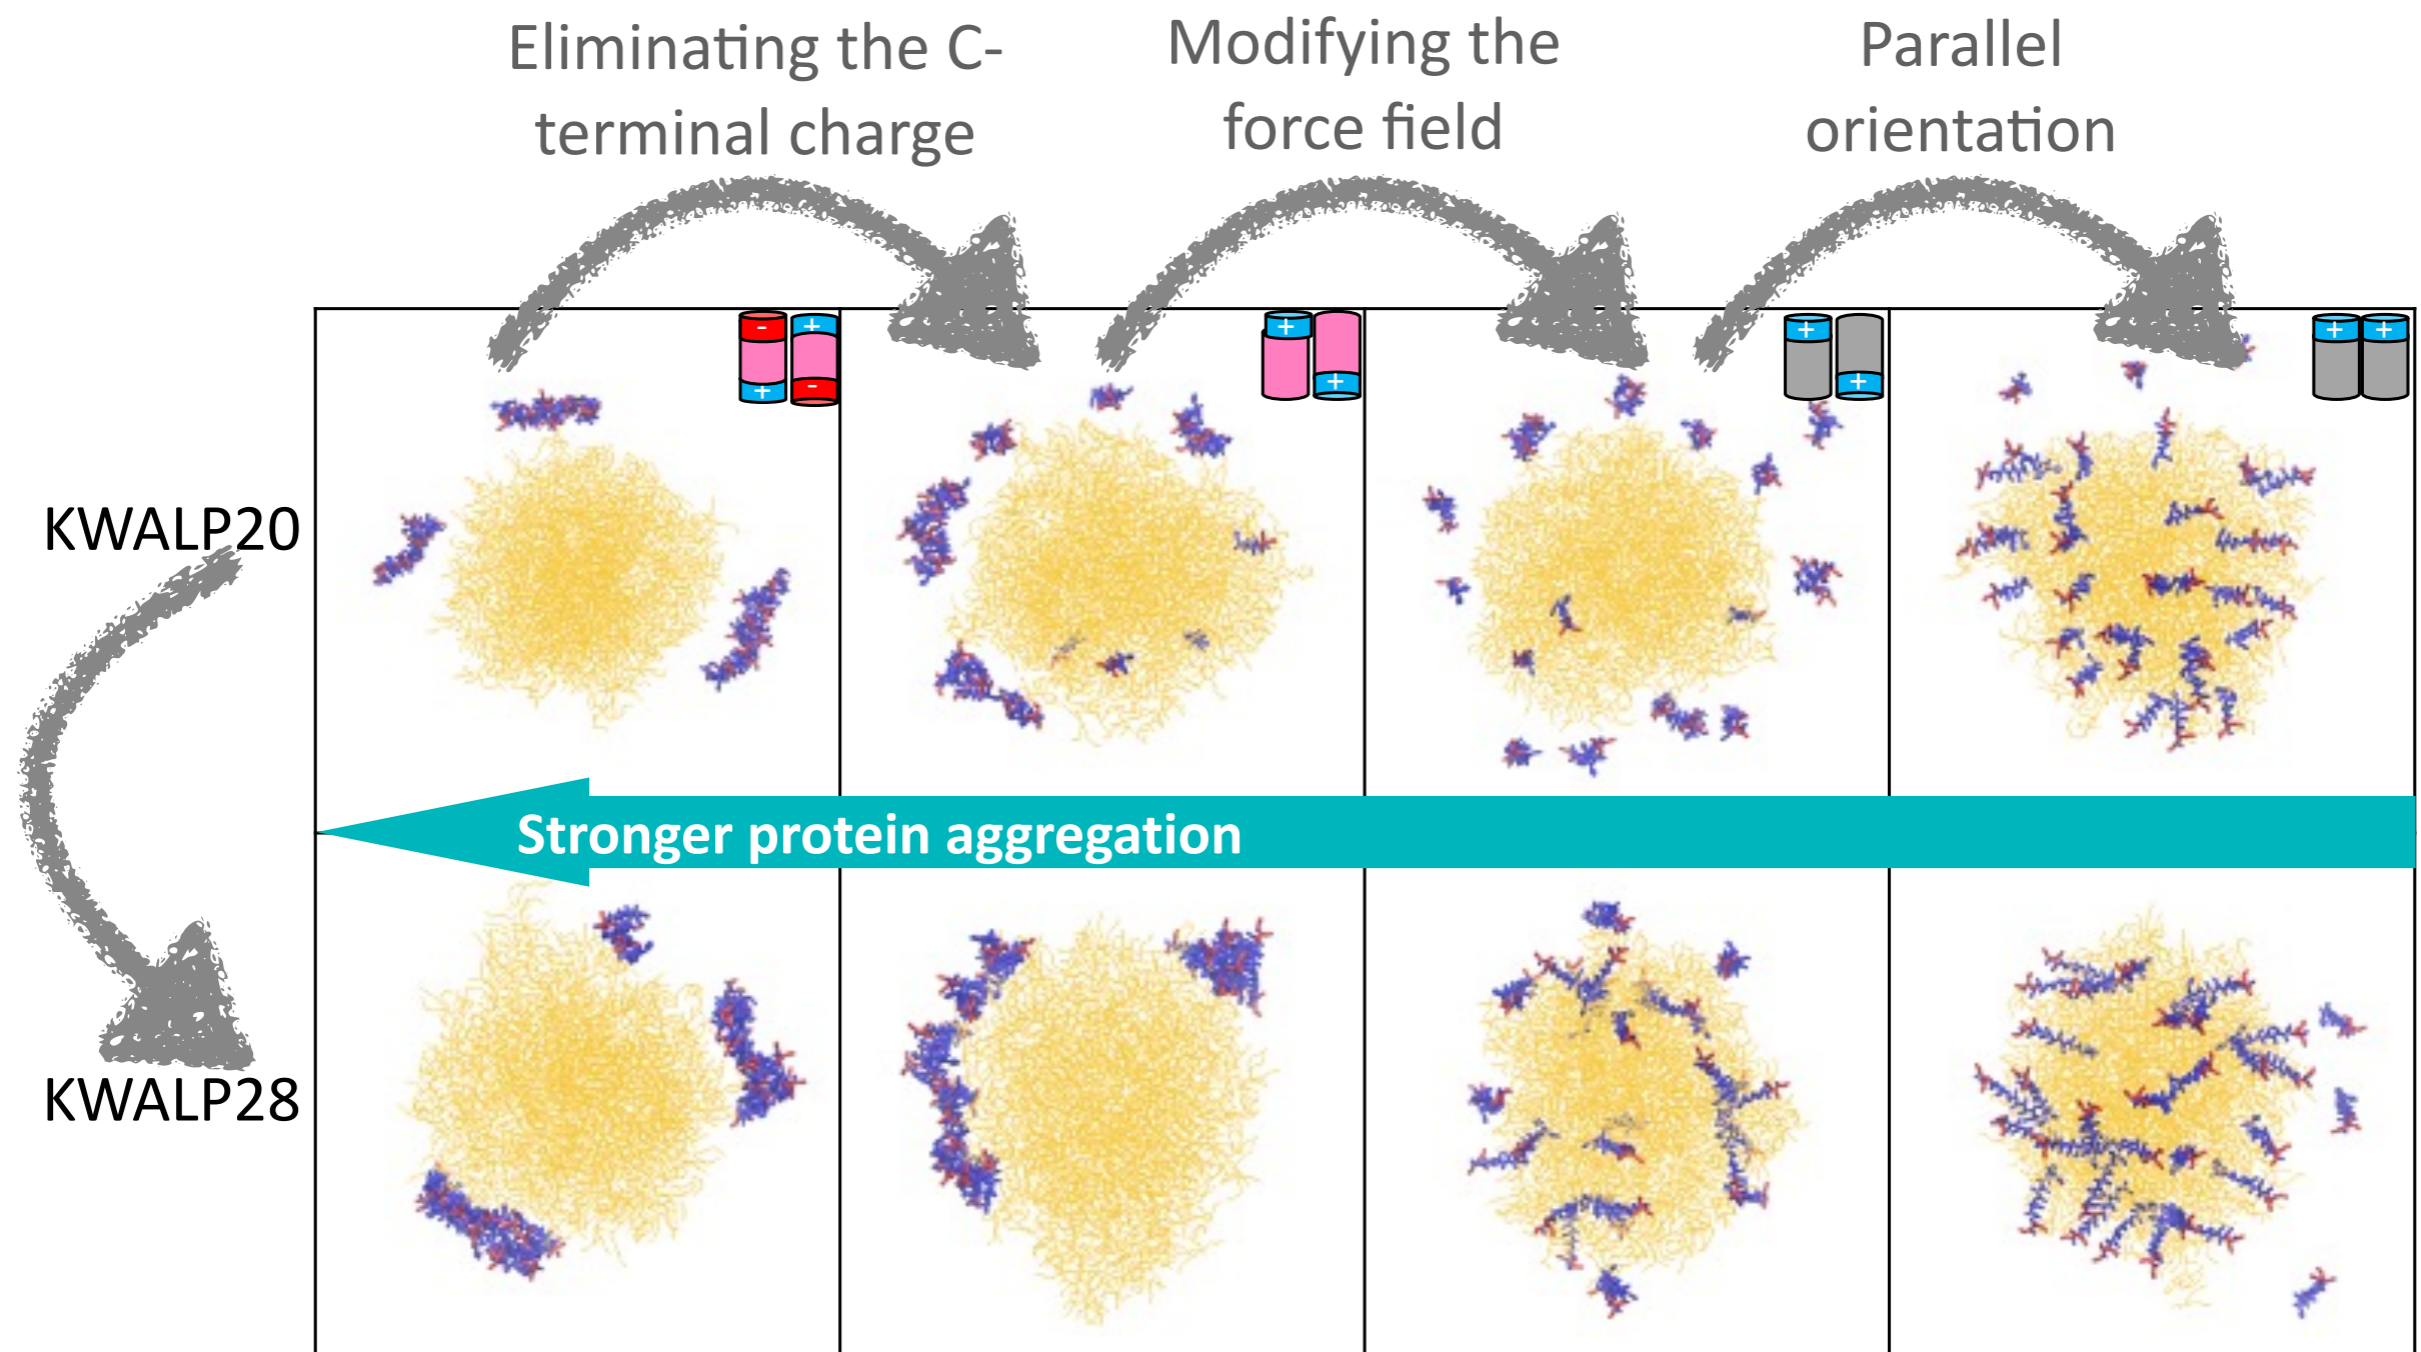 Eliminating the C-
terminal charge
Modifying the
force field
Parallel
orientation
- +
+ -
+
+
+
+
+ +
KWALP20
Stronger protein aggregation
KWALP28